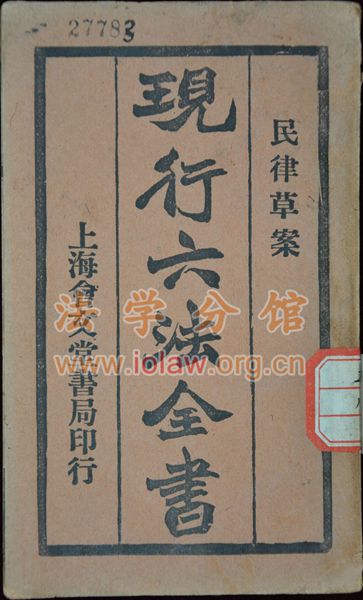 27783
民律草案
現行六法全書
上海會文堂書局印行
法学分馆
www.iolaw.org.cn